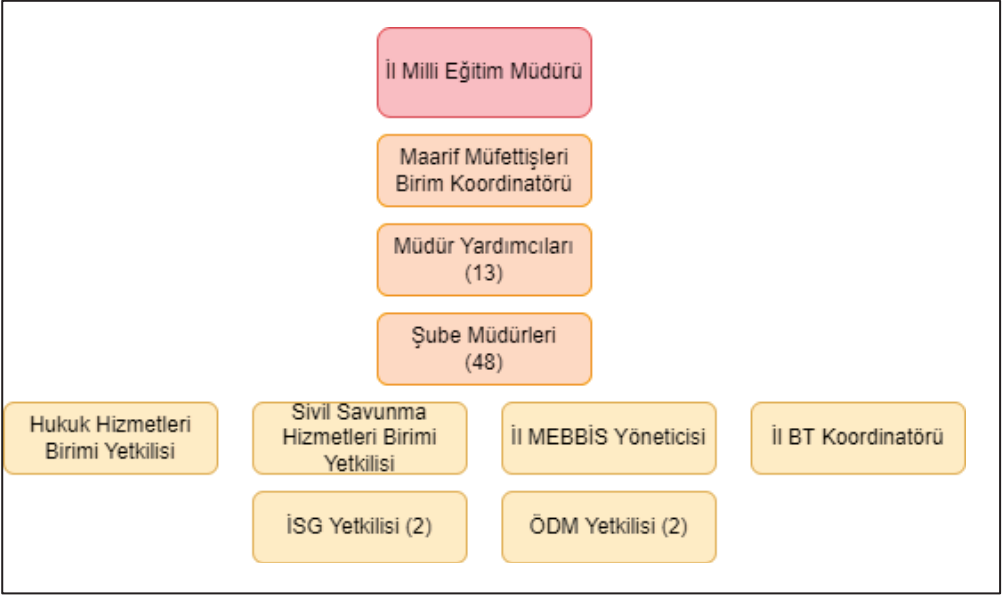 İl Milli Eğitim Müdürü
Maarif Müfettişleri
Birim Koordinatörü
Müdür Yardımcıları
(13)
Şube Müdürleri
(48)
Hukuk Hizmetleri
Birimi Yetkilisi
Sivil Savunma
Hizmetleri Birimi
Yetkilisi
İl MEBBİS Yöneticisi
İl BT Koordinatörü
İSG Yetkilisi (2)
ÖDM Yetkilisi (2)